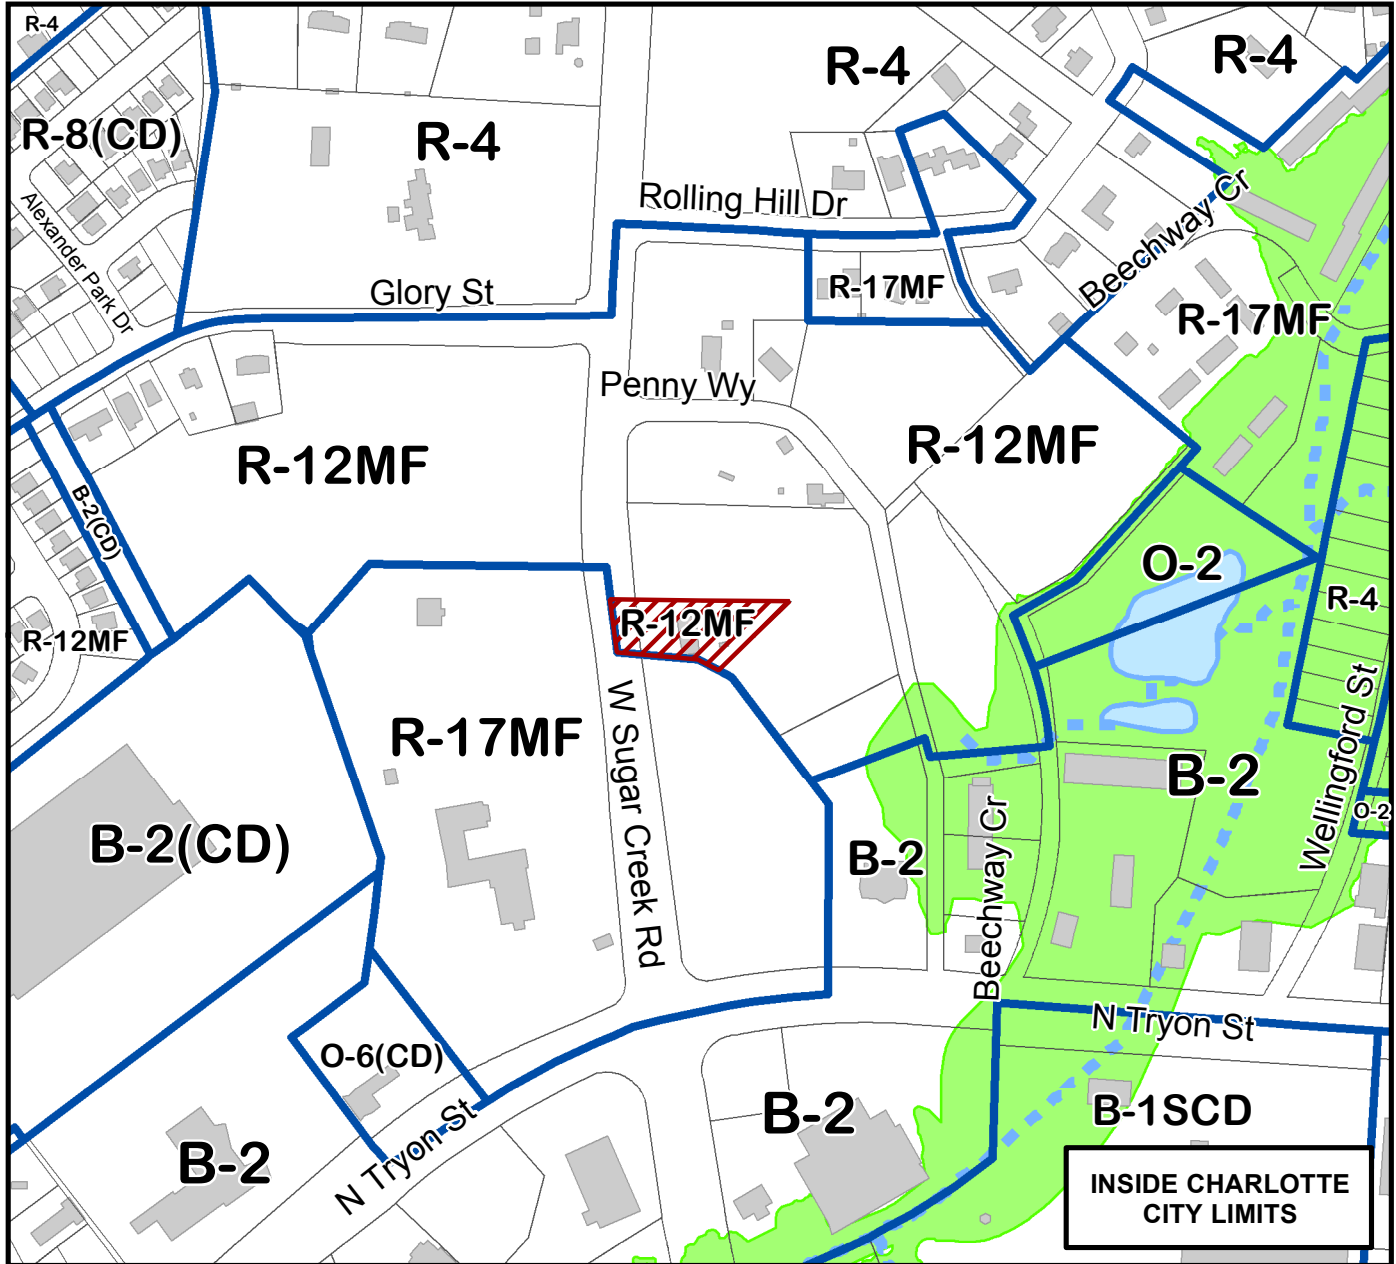 R-4
R-4
R-4
R-8(CD)
R-4
Rolling Hill Dr
Beechway Cr
Alexander Park Dr
Glory St
R-17MF
R-17MF
Penny Wy
R-12MF
R-12MF
B-2(CD)
O-2
R-4
R-12MF
R-12MF
W Sugar Creek Rd
R-17MF
Wellingford St
B-2
O-2
B-2(CD)
B-2
Beechway Cr
N Tryon St
O-6(CD)
B-2
B-1SCD
N Tryon St
B-2
INSIDE CHARLOTTE
CITY LIMITS